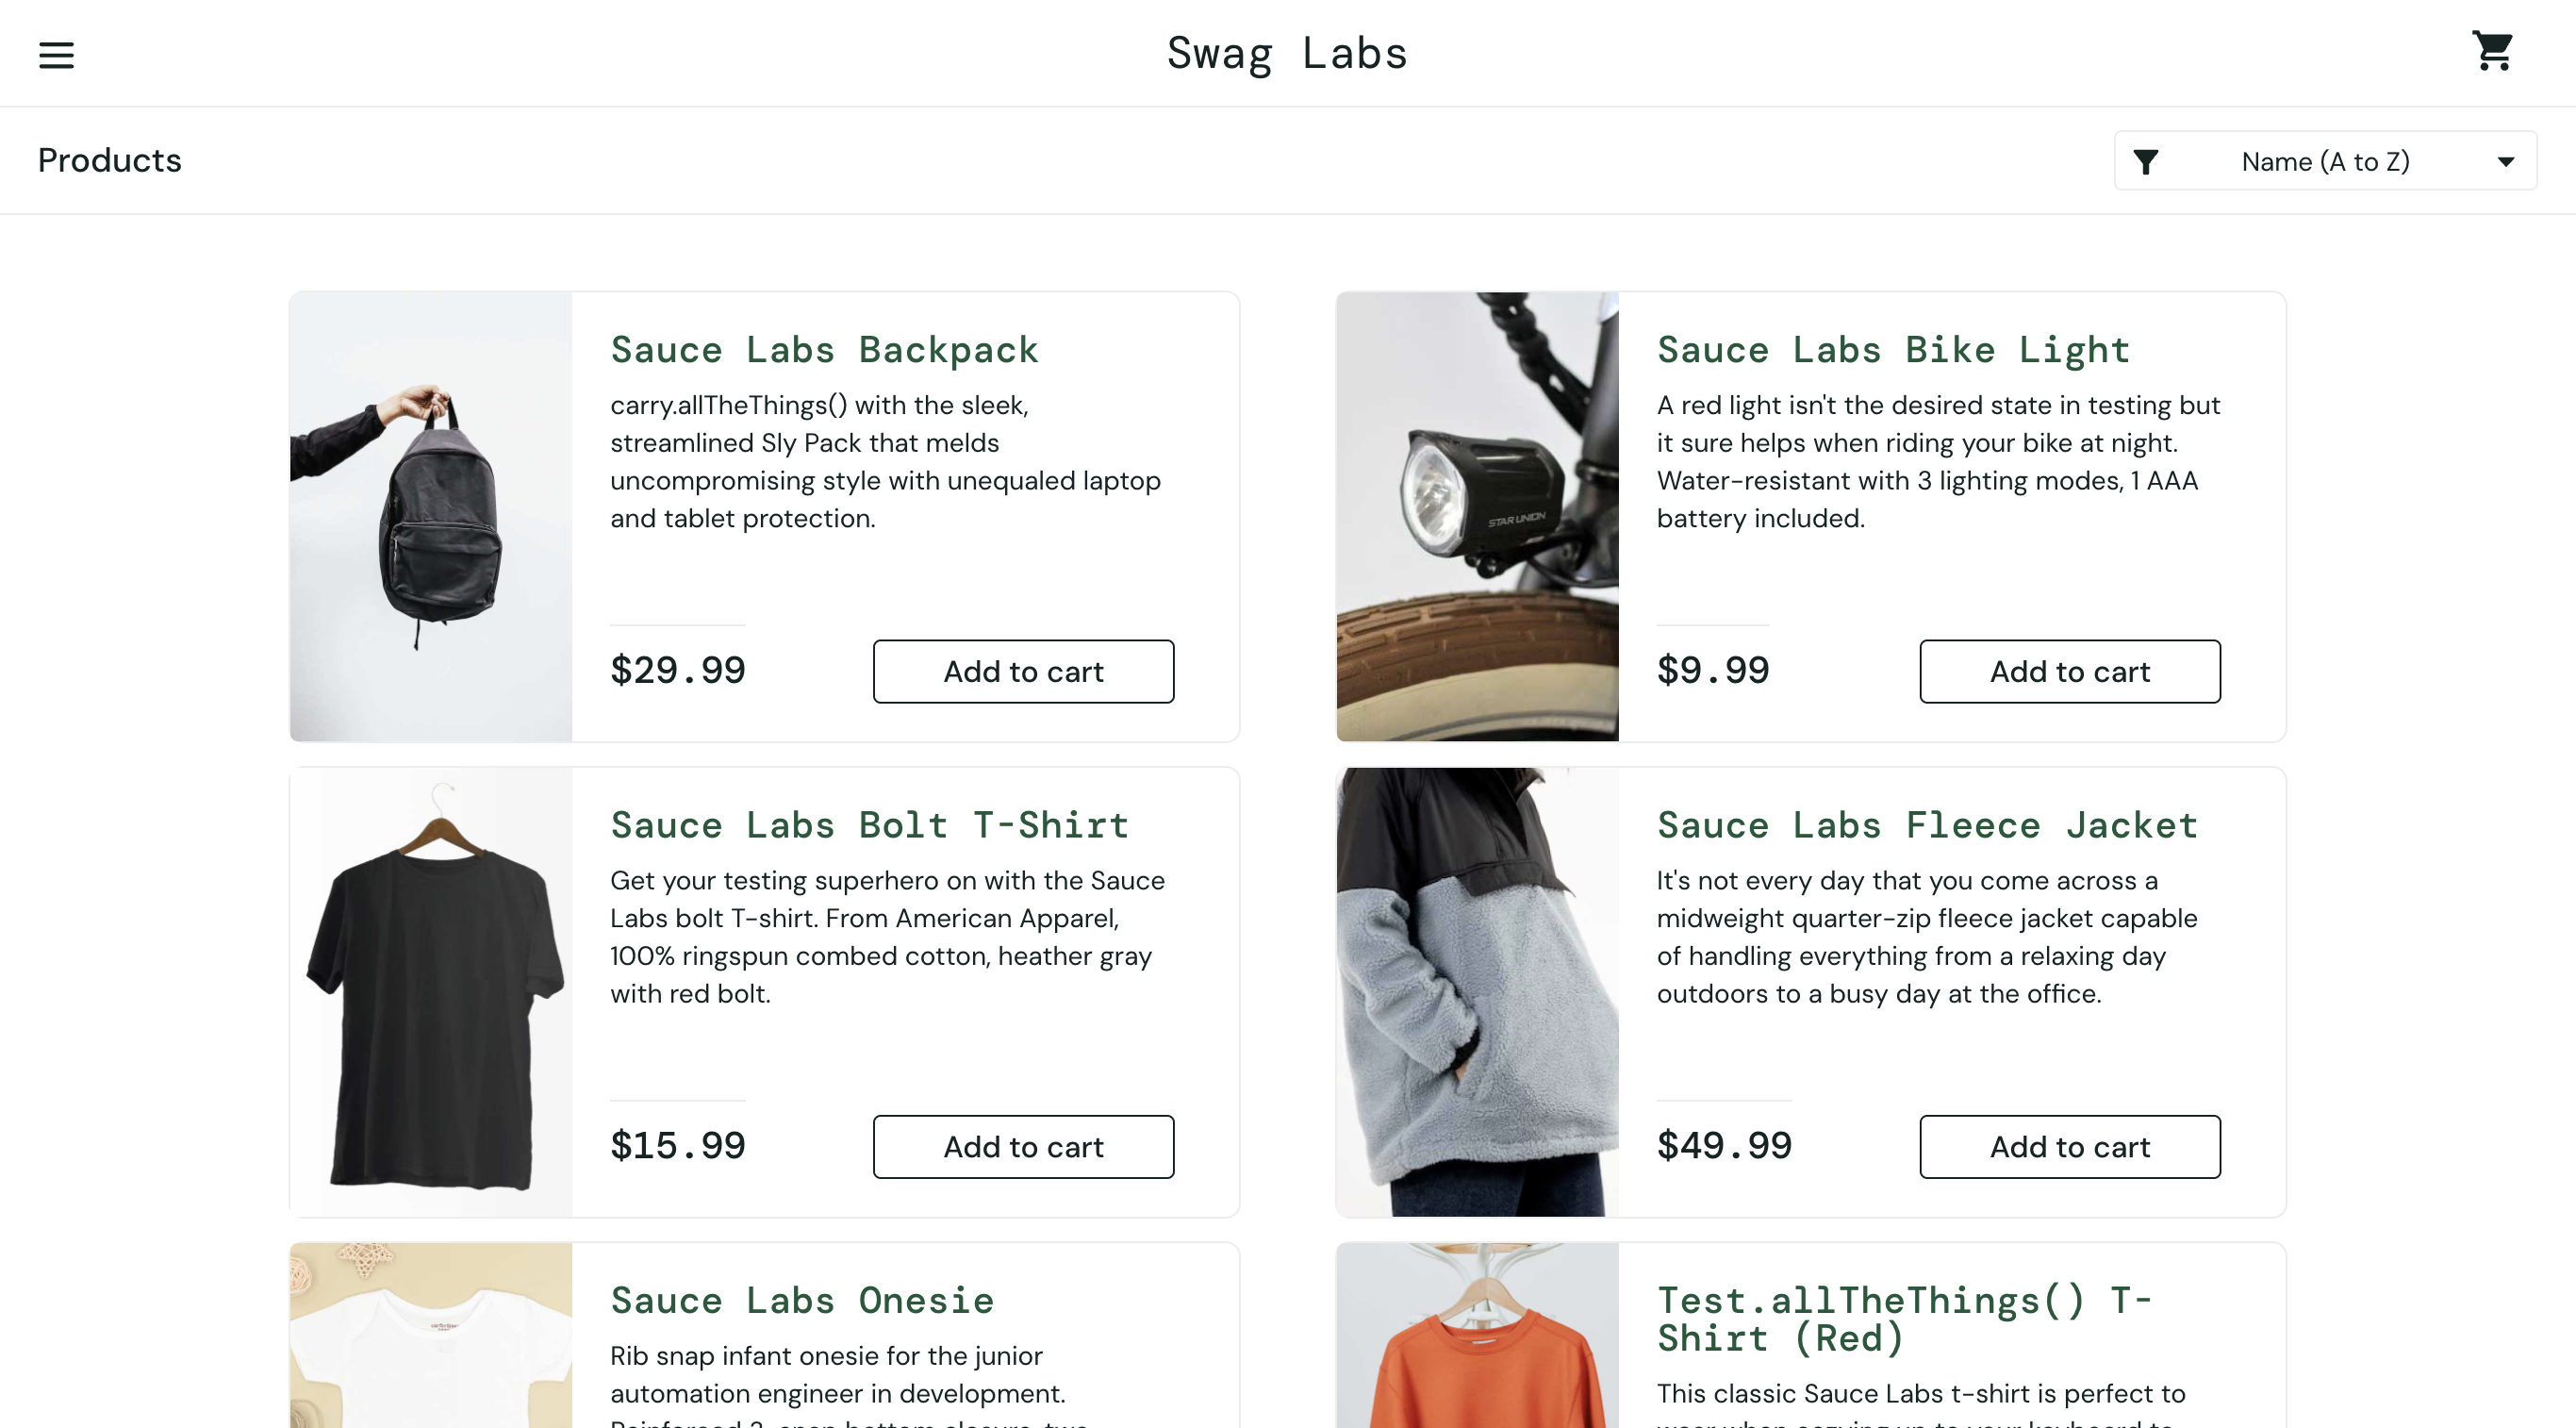 Swag Labs
Products
Name (A to Z)
Sauce Labs Backpack
carry.allTheThings() with the sleek,
streamlined Sly Pack that melds
uncompromising style with unequaled laptop
and tablet protection.
$29.99
Add to cart
STAR UNION
Sauce Labs Bike Light
A red light isn't the desired state in testing but
it sure helps when riding your bike at night.
Water-resistant with 3 lighting modes, 1 AAA
battery included.
$9.99
Add to cart
Sauce Labs Bolt T-Shirt
Get your testing superhero on with the Sauce
Labs bolt T-shirt. From American Apparel,
100% ringspun combed cotton, heather gray
with red bolt.
$15.99
Add to cart
Sauce Labs Fleece Jacket
It's not every day that you come across a
midweight quarter-zip fleece jacket capable
of handling everything from a relaxing day
outdoors to a busy day at the office.
$49.99
Add to cart
Sauce Labs Onesie
Rib snap infant onesie for the junior
automation engineer in development.
Test.allTheThings() T-
Shirt (Red)
This classic Sauce Labs t-shirt is perfect to